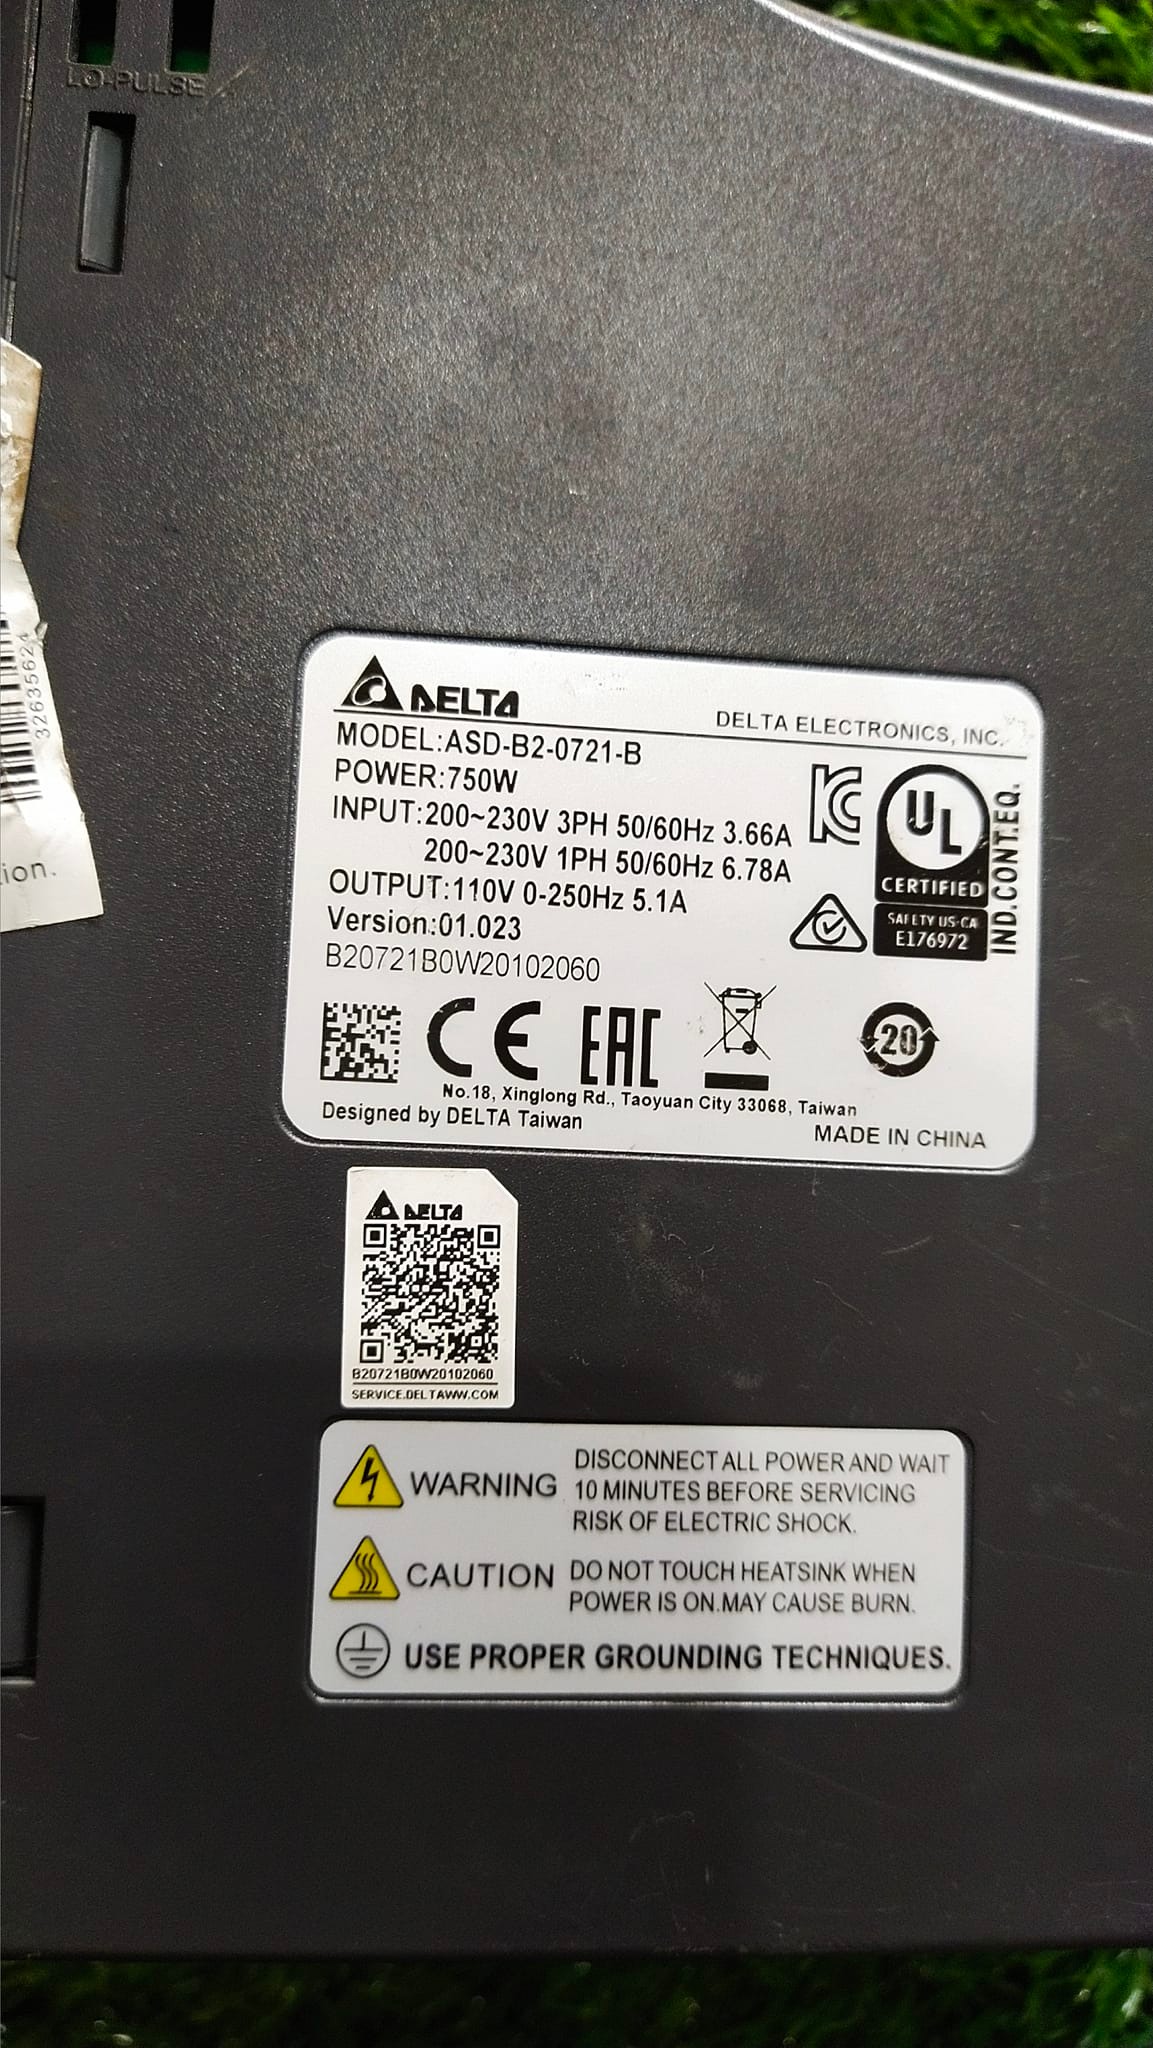 LO-PULSE
32635624
ion.
DELTA
DELTA ELECTRONICS, INC.
MODEL:ASD-B2-0721-B
POWER:750W
INPUT:200~230V 3PH 50/60Hz 3.66A
200~230V 1PH 50/60Hz 6.78A
OUTPUT:110V 0-250Hz 5.1A
Version:01.023
B20721B0W20102060
UL
CERTIFIED
SAFETY US-CA
E176972
IND.CONT.EQ.
CE
EAC
20
No.18, Xinglong Rd., Taoyuan City 33068, Taiwan
Designed by DELTA Taiwan
MADE IN CHINA
DELTA
B20721B0W20102060
SERVICE.DELTAWW.COM
WARNING
DISCONNECT ALL POWER AND WAIT
10 MINUTES BEFORE SERVICING
RISK OF ELECTRIC SHOCK.
CAUTION
DO NOT TOUCH HEATSINK WHEN
POWER IS ON.MAY CAUSE BURN.
USE PROPER GROUNDING TECHNIQUES.